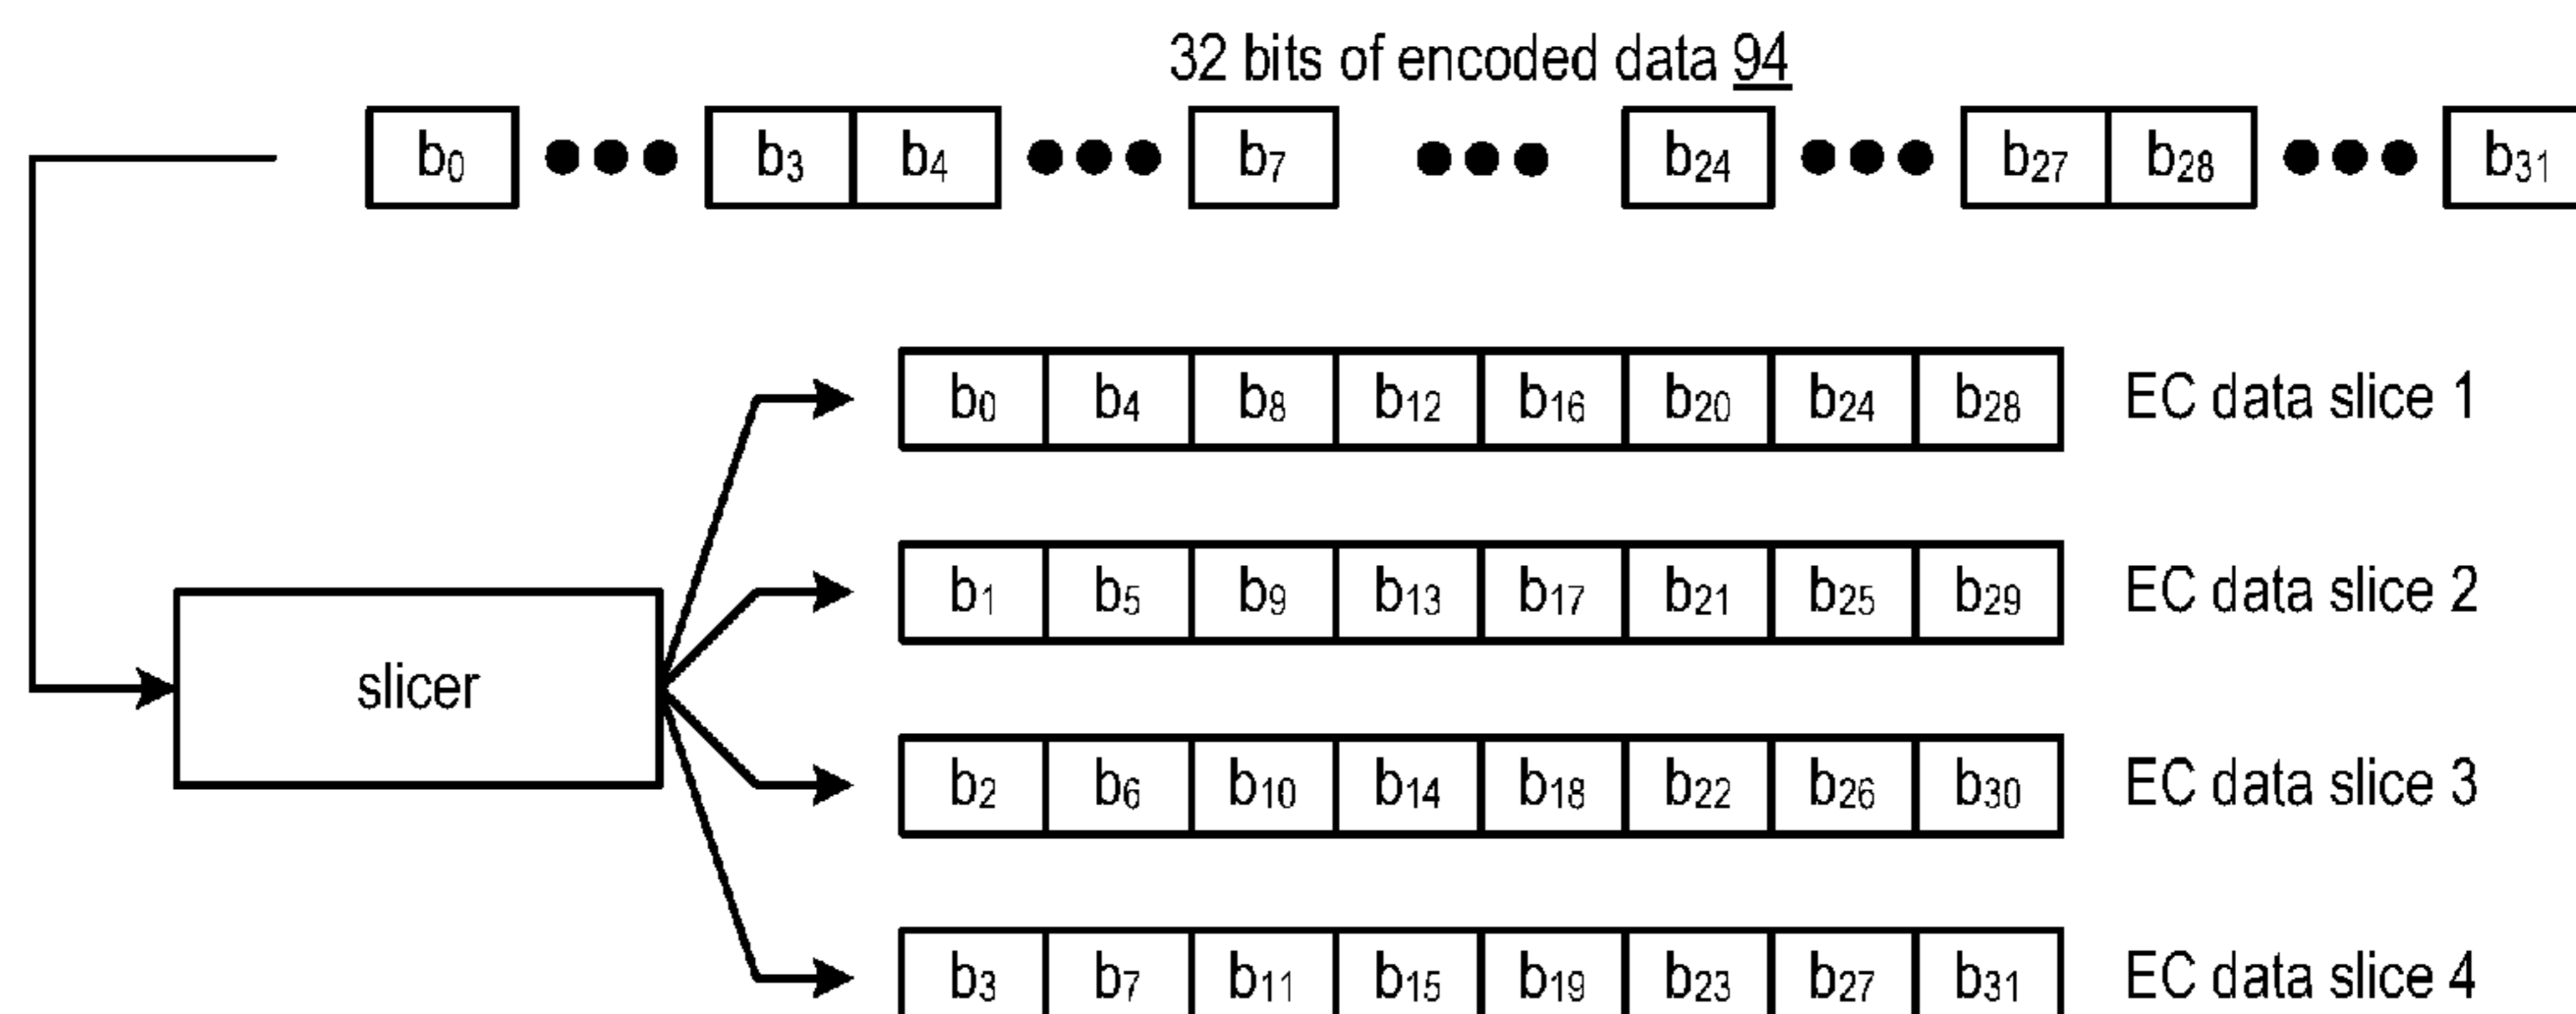 32 bits of encoded data 94
b0 ●●● b3 b4 ●●● b7 ●●● b24 ●●● b27 b28 ●●● b31
b0 b4 b8 b12 b16 b20 b24 b28 EC data slice 1
b1 b5 b9 b13 b17 b21 b25 b29 EC data slice 2
slicer
b2 b6 b10 b14 b18 b22 b26 b30 EC data slice 3
b3 b7 b11 b15 b19 b23 b27 b31 EC data slice 4